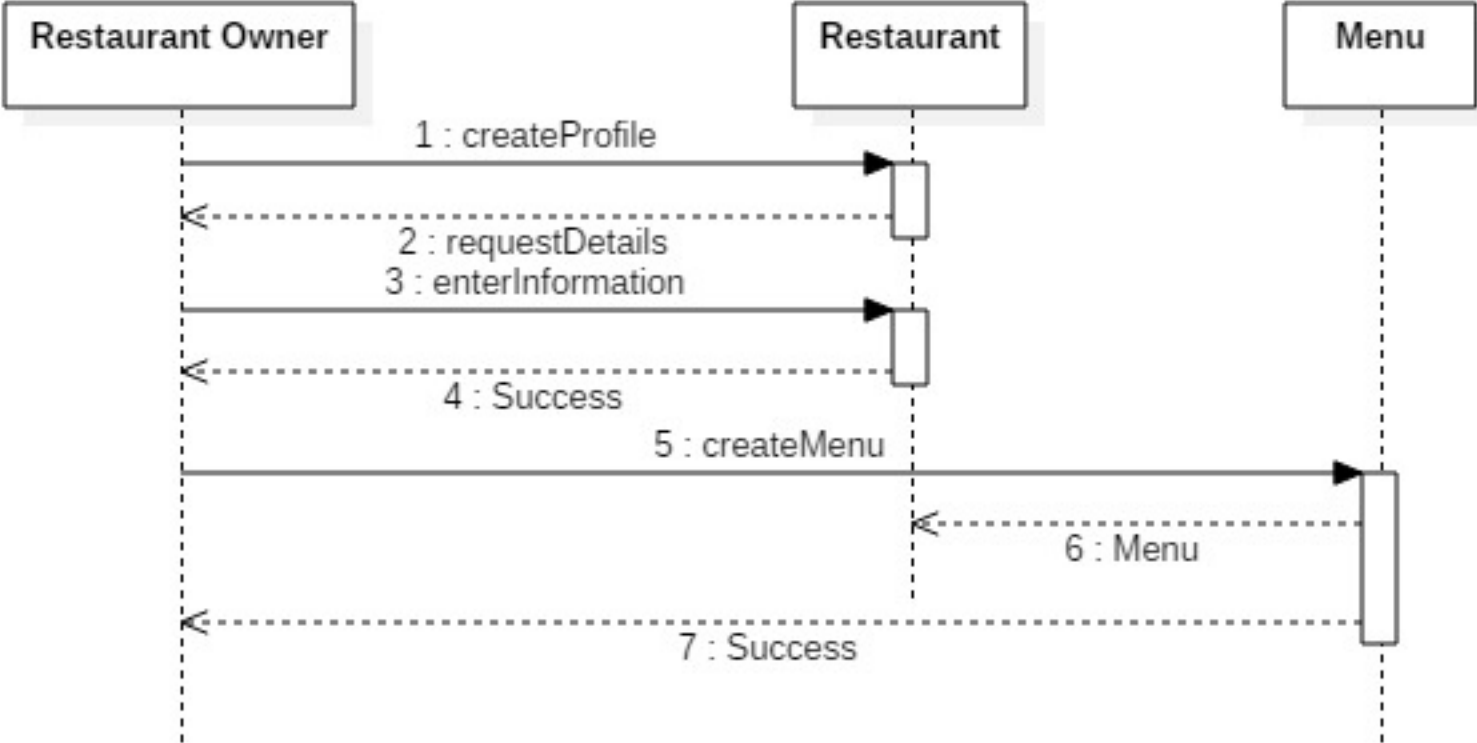 Restaurant Owner
Restaurant
Menu
1 : createProfile
2 : requestDetails
3 : enterInformation
4 : Success
5 : createMenu
6 : Menu
7 : Success